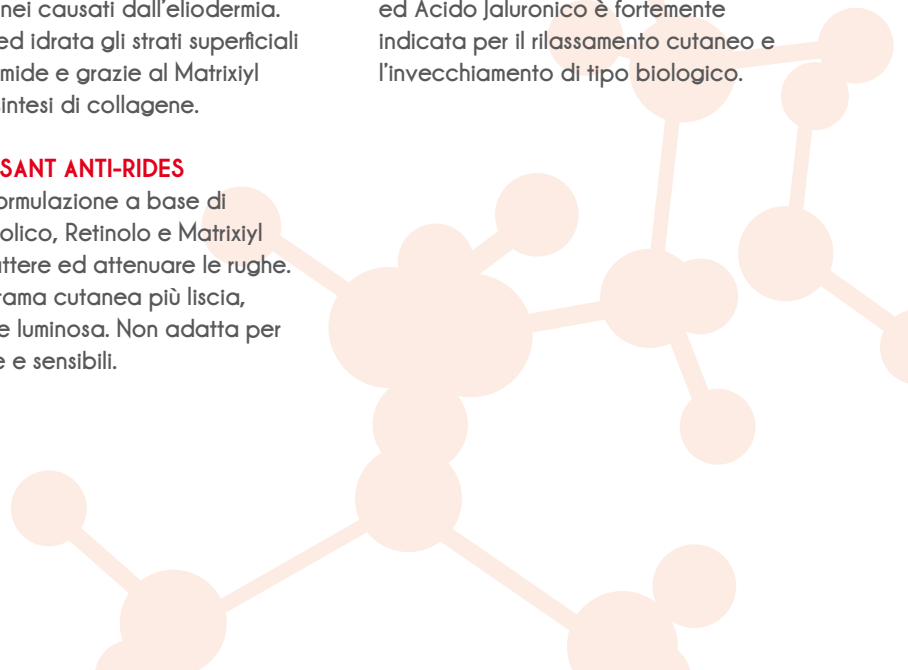 nei causati dall'eliodermia.
ed idrata gli strati superficiali
mide e grazie al Matrixiyl
intesi di collagene.
SANT ANTI-RIDES
ormulazione a base di
olico, Retinolo e Matrixiyl
attere ed attenuare le rughe.
rama cutanea più liscia,
e luminosa. Non adatta per
e e sensibili.
ed Acido Jaluronico è fortemente
indicata per il rilassamento cutaneo e
l'invecchiamento di tipo biologico.